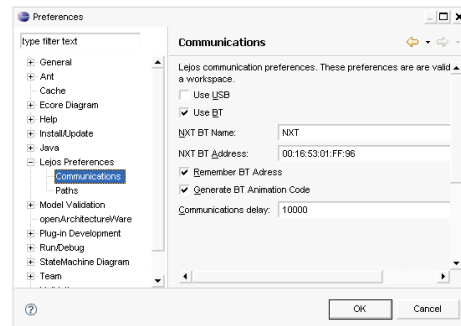 Preferences
type filter text
General
Ant
Cache
Ecore Diagram
Help
Install/Update
Java
Lejos Preferences
Communications
Paths
Model Validation
openArchitectureWare
Plug-in Development
Run/Debug
StateMachine Diagram
Team
Communications
Lejos communication preferences. These preferences are are valid
a workspace.
Use USB
Use BT
NXT BT Name: NXT
NXT BT Address: 00:16:53:01:FF:96
Remember BT Adress
Generate BT Animation Code
Communications delay: 10000
OK Cancel